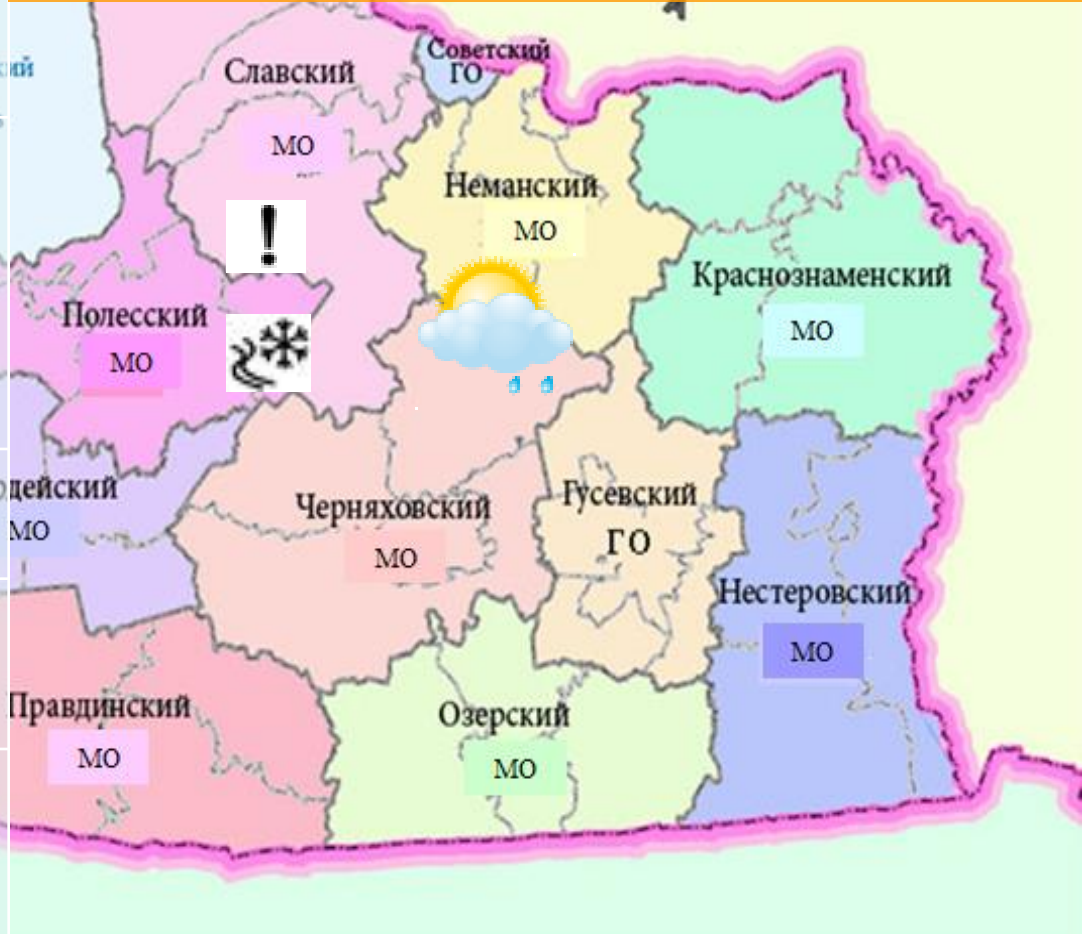 Советский
ГО
ий
Славский
МО
Неманский
МО
!
Краснознаменский
МО
Полесский
МО
дейский
МО
Черняховский
МО
Гусевский
ГО
Нестеровский
МО
Правдинский
МО
Озерский
МО